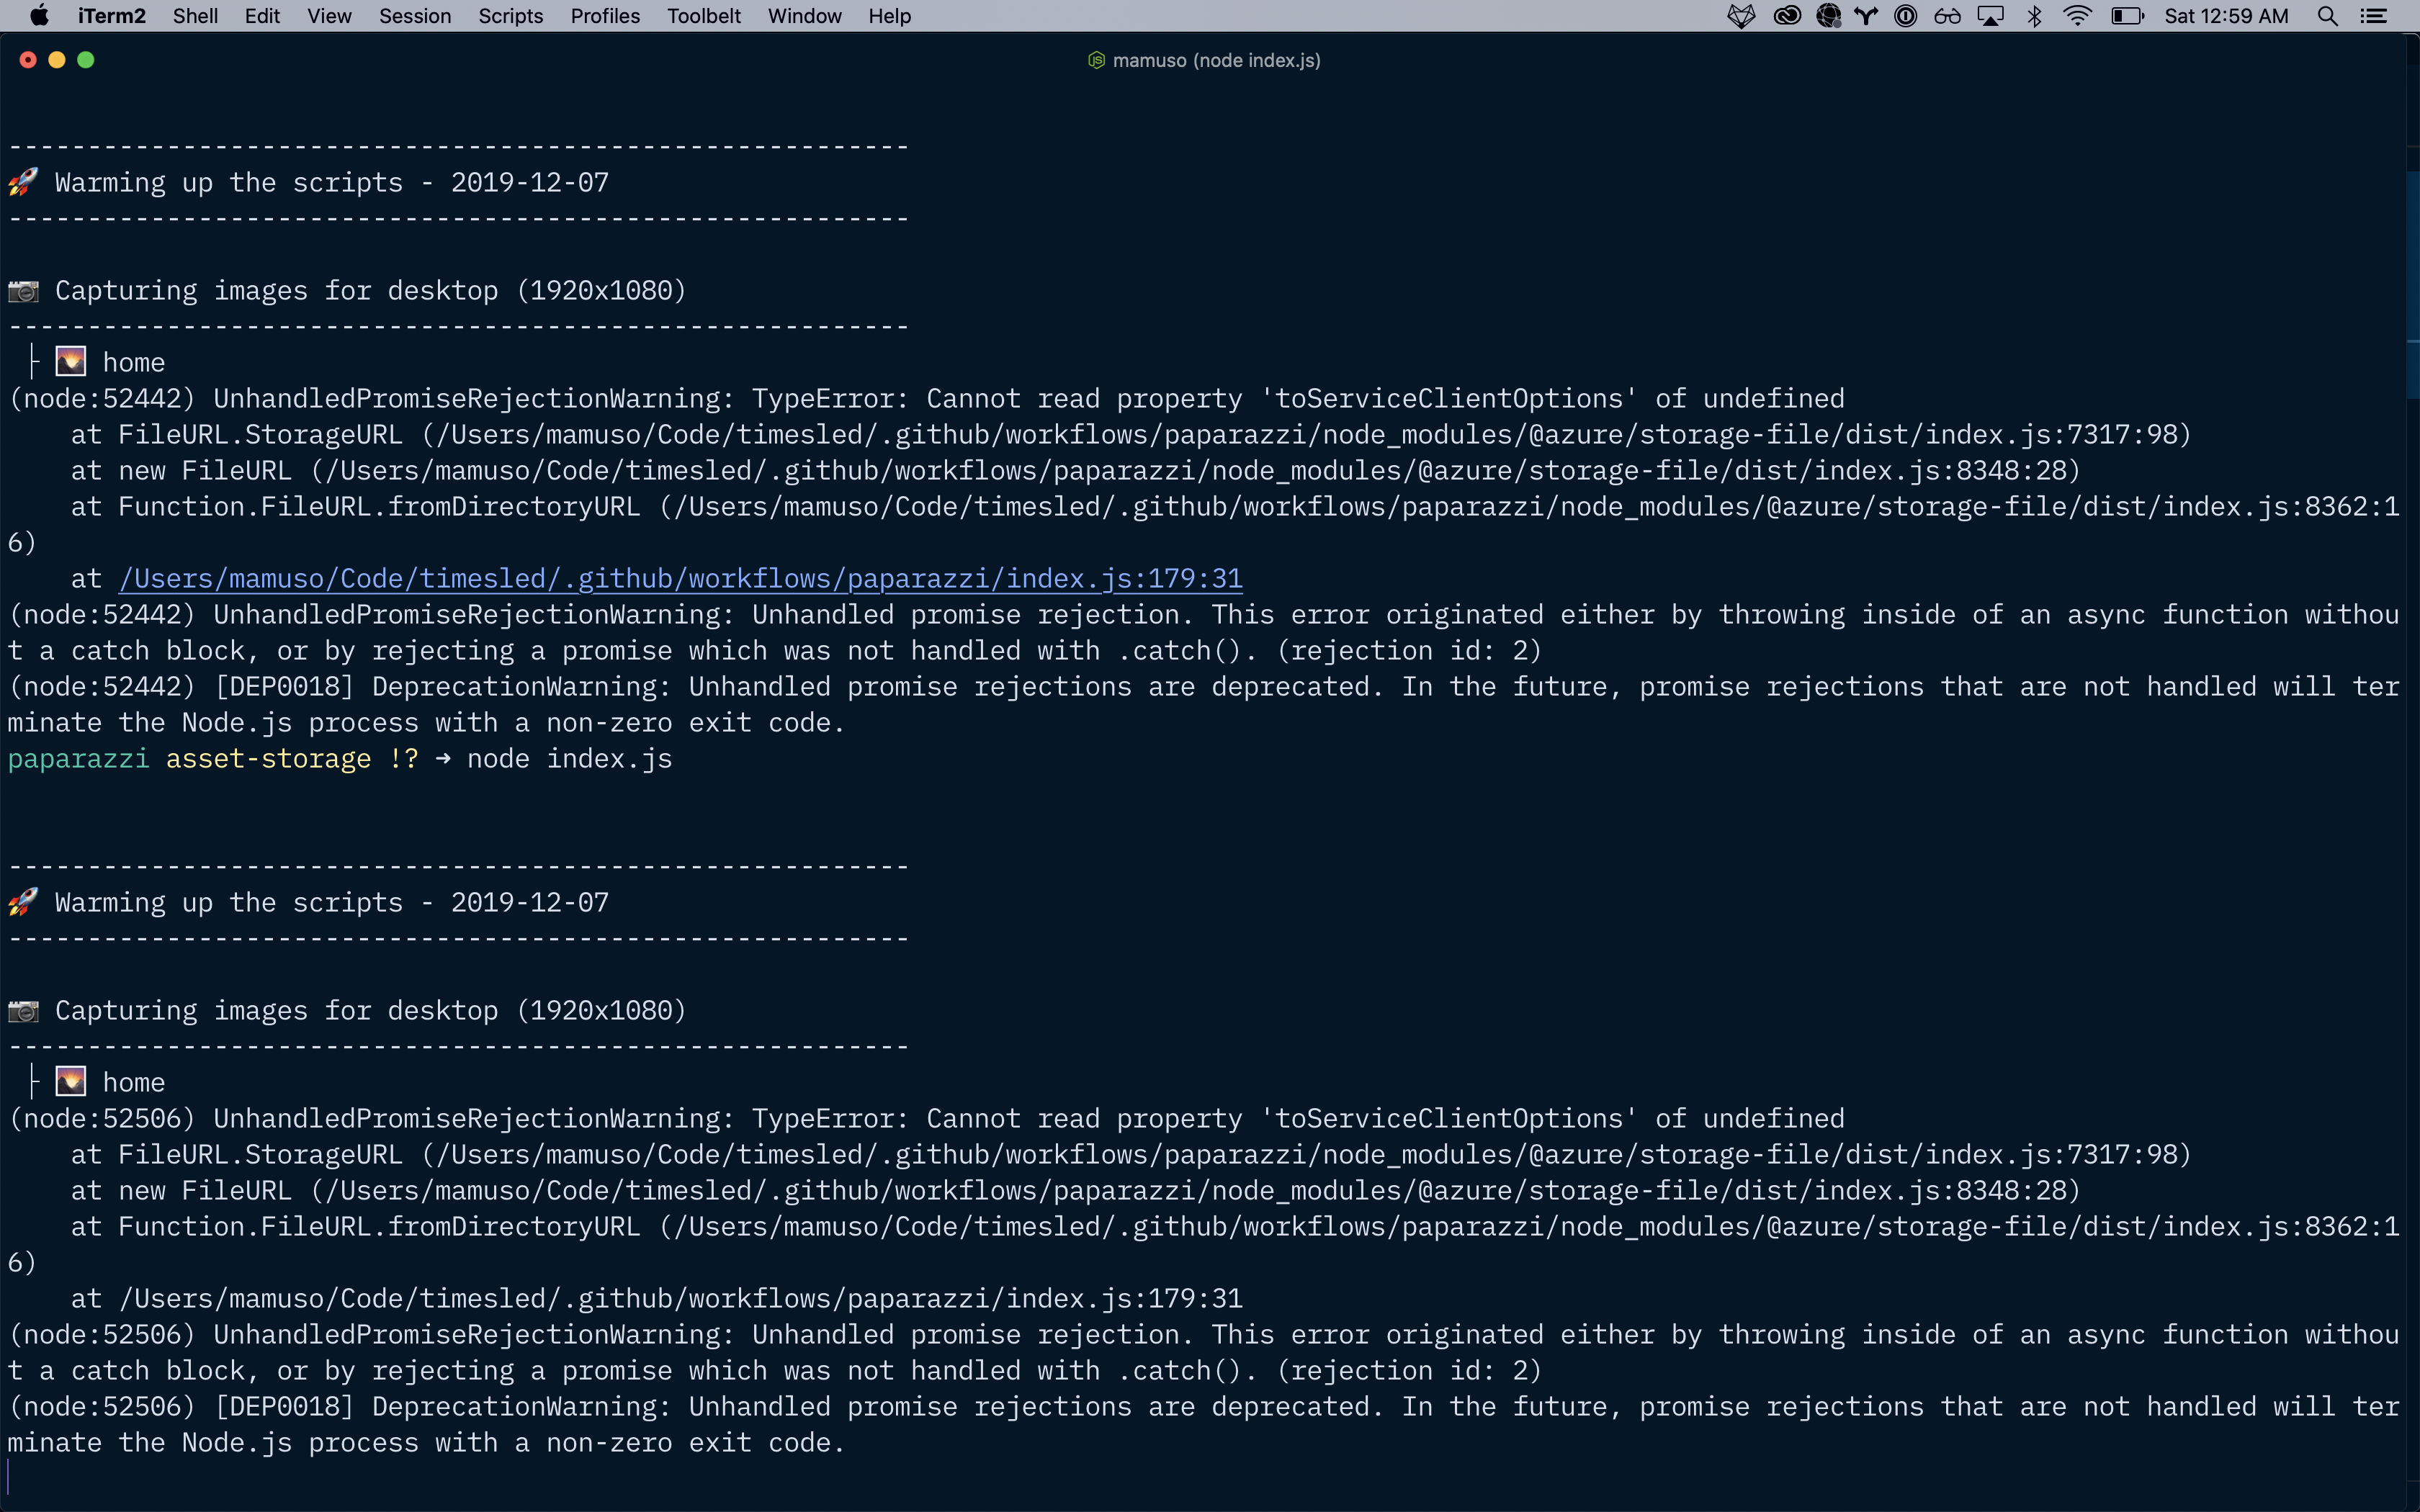 iTerm2 Shell Edit View Session Scripts Profiles Toolbelt Window Help Sat 12:59 AM
mamuso (node index.js)
---------------------------------------------------------
🚀 Warming up the scripts - 2019-12-07
---------------------------------------------------------
📷 Capturing images for desktop (1920x1080)
---------------------------------------------------------
├ 🌄 home
(node:52442) UnhandledPromiseRejectionWarning: TypeError: Cannot read property 'toServiceClientOptions' of undefined
    at FileURL.StorageURL (/Users/mamuso/Code/timesled/.github/workflows/paparazzi/node_modules/@azure/storage-file/dist/index.js:7317:98)
    at new FileURL (/Users/mamuso/Code/timesled/.github/workflows/paparazzi/node_modules/@azure/storage-file/dist/index.js:8348:28)
    at Function.FileURL.fromDirectoryURL (/Users/mamuso/Code/timesled/.github/workflows/paparazzi/node_modules/@azure/storage-file/dist/index.js:8362:1
6)
    at /Users/mamuso/Code/timesled/.github/workflows/paparazzi/index.js:179:31
(node:52442) UnhandledPromiseRejectionWarning: Unhandled promise rejection. This error originated either by throwing inside of an async function withou
t a catch block, or by rejecting a promise which was not handled with .catch(). (rejection id: 2)
(node:52442) [DEP0018] DeprecationWarning: Unhandled promise rejections are deprecated. In the future, promise rejections that are not handled will ter
minate the Node.js process with a non-zero exit code.
paparazzi asset-storage !? ➜ node index.js
---------------------------------------------------------
🚀 Warming up the scripts - 2019-12-07
---------------------------------------------------------
📷 Capturing images for desktop (1920x1080)
---------------------------------------------------------
├ 🌄 home
(node:52506) UnhandledPromiseRejectionWarning: TypeError: Cannot read property 'toServiceClientOptions' of undefined
    at FileURL.StorageURL (/Users/mamuso/Code/timesled/.github/workflows/paparazzi/node_modules/@azure/storage-file/dist/index.js:7317:98)
    at new FileURL (/Users/mamuso/Code/timesled/.github/workflows/paparazzi/node_modules/@azure/storage-file/dist/index.js:8348:28)
    at Function.FileURL.fromDirectoryURL (/Users/mamuso/Code/timesled/.github/workflows/paparazzi/node_modules/@azure/storage-file/dist/index.js:8362:1
6)
    at /Users/mamuso/Code/timesled/.github/workflows/paparazzi/index.js:179:31
(node:52506) UnhandledPromiseRejectionWarning: Unhandled promise rejection. This error originated either by throwing inside of an async function withou
t a catch block, or by rejecting a promise which was not handled with .catch(). (rejection id: 2)
(node:52506) [DEP0018] DeprecationWarning: Unhandled promise rejections are deprecated. In the future, promise rejections that are not handled will ter
minate the Node.js process with a non-zero exit code.